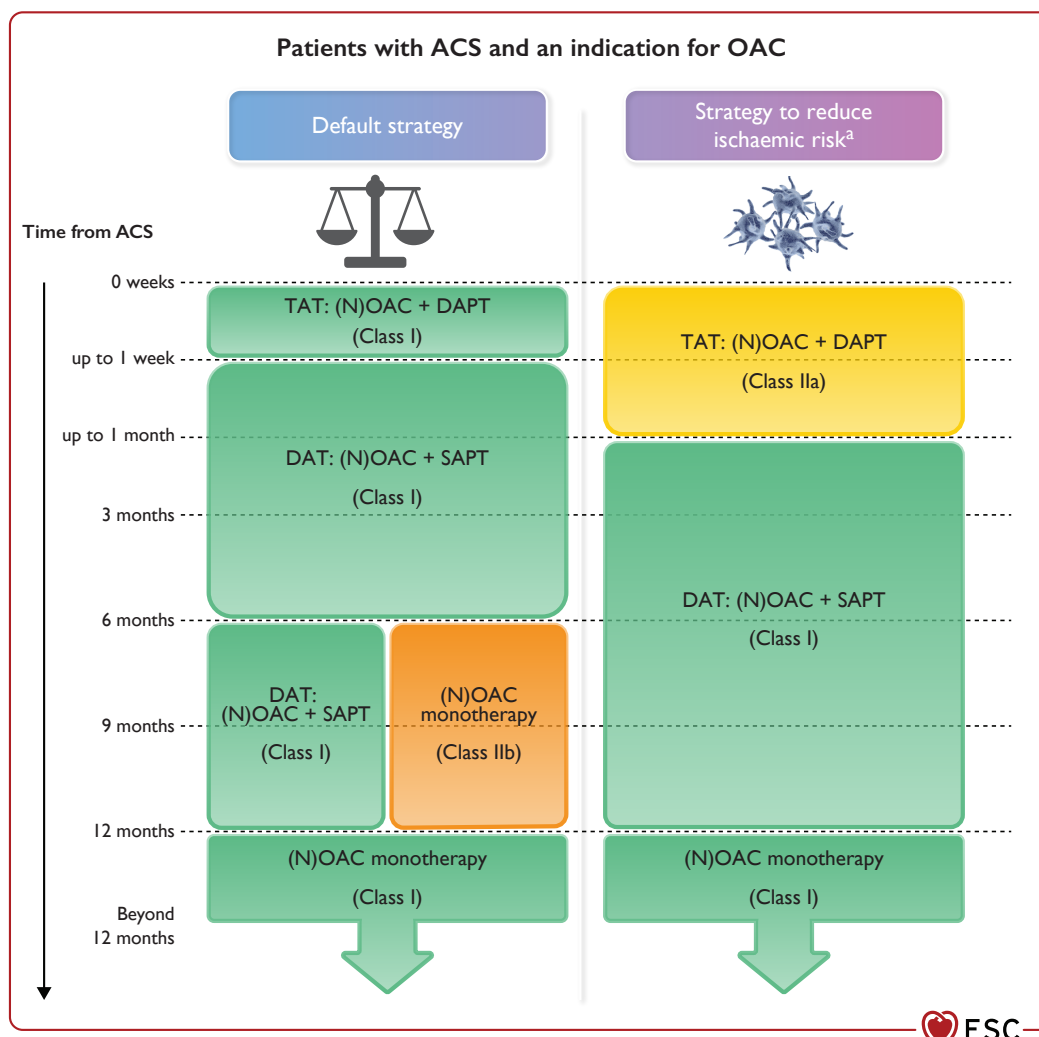 Patients with ACS and an indication for OAC
Default strategy
Strategy to reduce
ischaemic riskª
Time from ACS
0 weeks
TAT: (N)OAC + DAPT
(Class I)
TAT: (N)OAC + DAPT
(Class IIa)
up to 1 week
DAT: (N)OAC + SAPT
(Class I)
up to 1 month
3 months
DAT: (N)OAC + SAPT
(Class I)
6 months
DAT:
(N)OAC + SAPT
(Class I)
(N)OAC
monotherapy
(Class IIb)
9 months
12 months
(N)OAC monotherapy
(Class I)
(N)OAC monotherapy
(Class I)
Beyond
12 months
ESC